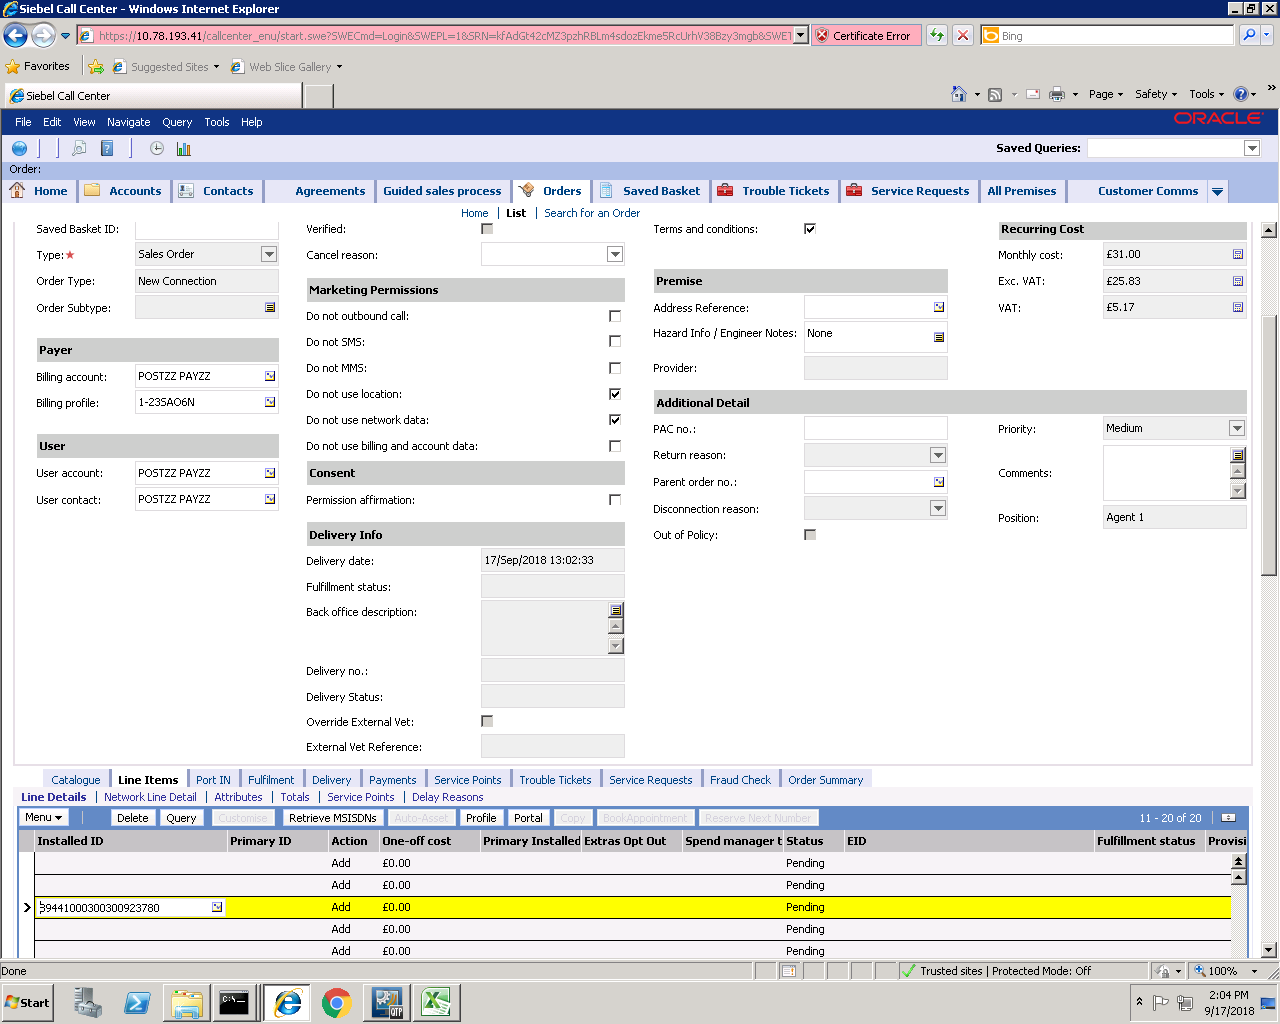 Siebel Call Center - Windows Internet Explorer
https://10.78.193.41/callcenter_enu/start.swe?SWECmd=Login&SWEPL=1&SRN=kfAdGt42cMZ3pzhRBLm4sdozEkme5RcUrhV38Bzy3mgb&SWET Certificate Error Bing
Favorites Suggested Sites Web Slice Gallery
Siebel Call Center Page Safety Tools
File Edit View Navigate Query Tools Help ORACLE
Saved Queries:
Order:
Home Accounts Contacts Agreements Guided sales process Orders Saved Basket Trouble Tickets Service Requests All Premises Customer Comms
Home List Search for an Order
Saved Basket ID: Verified: Terms and conditions: Recurring Cost
Type: Sales Order Cancel reason: Monthly cost: £31.00
Order Type: New Connection Marketing Permissions Premise Exc. VAT: £25.83
Order Subtype: Do not outbound call: Address Reference: VAT: £5.17
Do not SMS: Hazard Info / Engineer Notes: None
Payer
Billing account: POSTZZ PAYZZ Do not MMS: Provider:
Billing profile: 1-23SAO6N Do not use location: Additional Detail
Do not use network data: PAC no.: Priority: Medium
User Do not use billing and account data: Return reason:
User account: POSTZZ PAYZZ Consent Parent order no.: Comments:
User contact: POSTZZ PAYZZ Permission affirmation: Disconnection reason:
Position: Agent 1
Delivery Info Out of Policy:
Delivery date: 17/Sep/2018 13:02:33
Fulfillment status:
Back office description:
Delivery no.:
Delivery Status:
Override External Vet:
External Vet Reference:
Catalogue Line Items Port IN Fulfilment Delivery Payments Service Points Trouble Tickets Service Requests Fraud Check Order Summary
Line Details Network Line Detail Attributes Totals Service Points Delay Reasons
Menu Delete Query Customise Retrieve MSISDNs Auto-Asset Profile Portal Copy BookAppointment Reserve Next Number 11 - 20 of 20
Installed ID Primary ID Action One-off cost Primary Installed Extras Opt Out Spend manager t Status EID Fulfillment status Provisi
Add £0.00 Pending
Add £0.00 Pending
39441000300300923780 Add £0.00 Pending
Add £0.00 Pending
Add £0.00 Pending
Done Trusted sites | Protected Mode: Off 100%
Start QTP 2:04 PM
9/17/2018